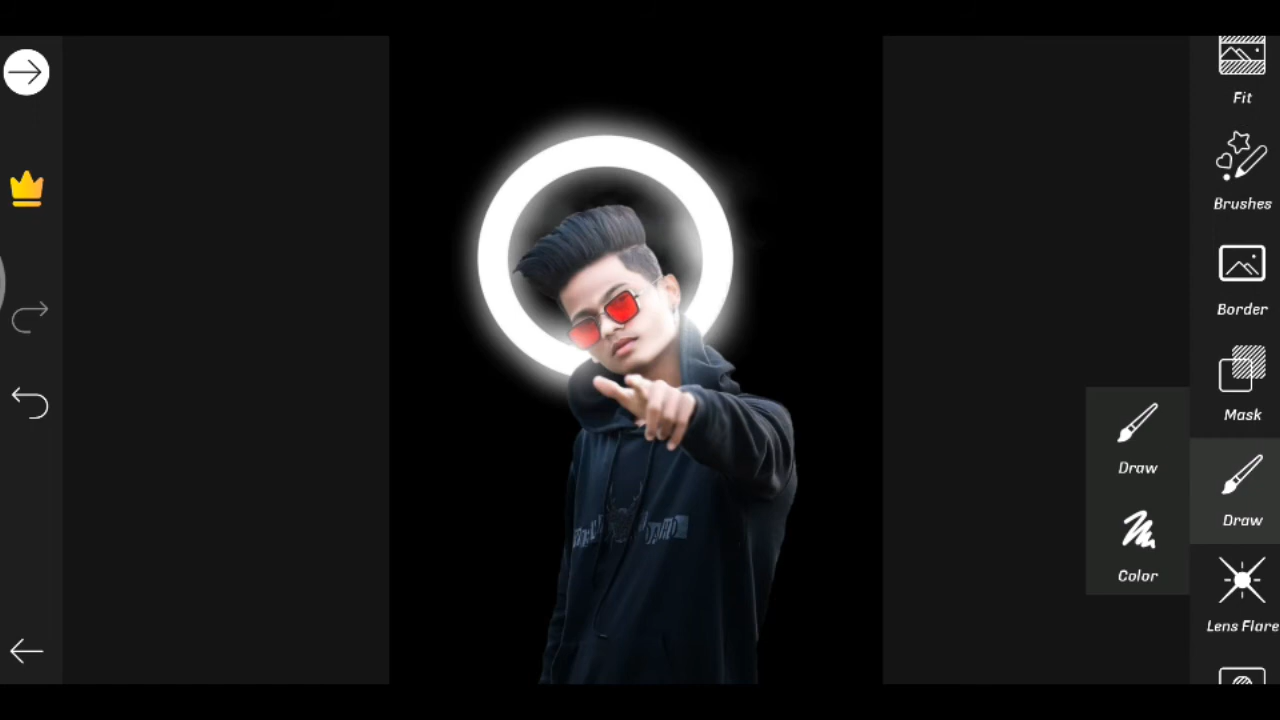 Fit
Brushes
Border
Mask
Draw
Lens Flare
Draw
Color